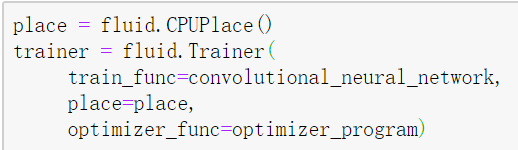 place = fluid.CPUPlace()
trainer = fluid.Trainer(
    train_func=convolutional_neural_network,
    place=place,
    optimizer_func=optimizer_program)